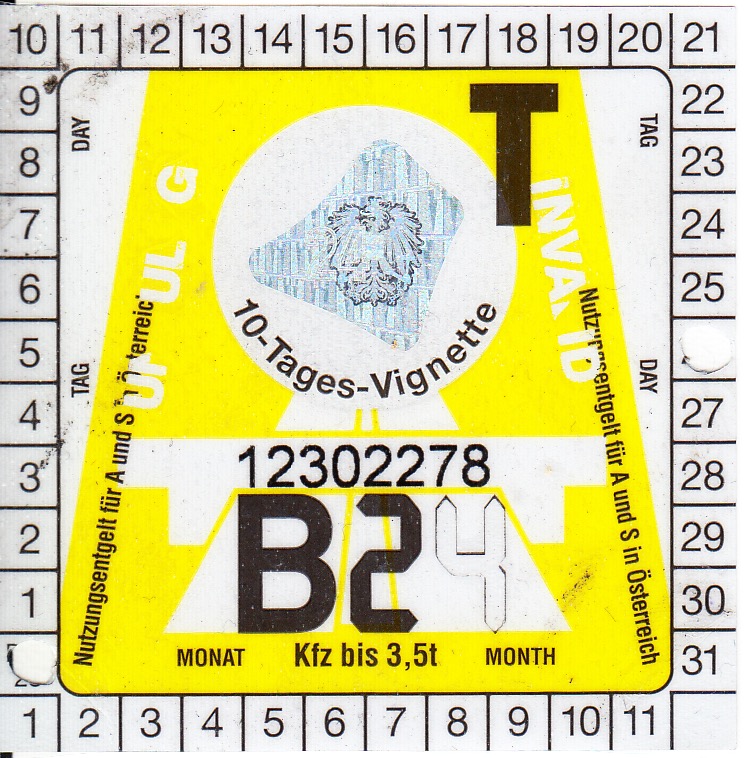 10 11 12 13 14 15 16 17 18 19 20 21
9 22
8 23
7 24
6 25
5
4 27
3 28
2 29
1 30
31
1 2 3 4 5 6 7 8 9 10 11
DAY
TAG
T
TAG
DAY
10-Tages-Vignette
Nutzungsentgelt für A und S
Nutzungsentgelt für A und S in Österreich
12302278
B24
MONAT Kfz bis 3,5t MONTH